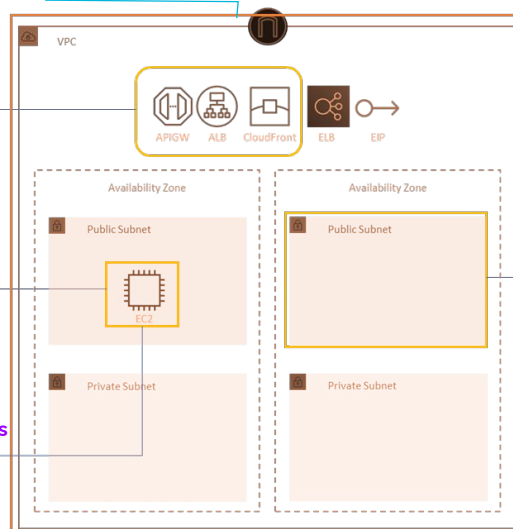 VPC
APIGW ALB CloudFront ELB EIP
Availability Zone Availability Zone
Public Subnet Public Subnet
EC2
Private Subnet Private Subnet
s